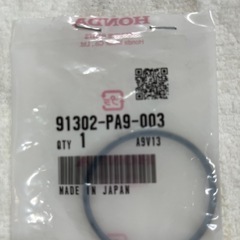 HONDA
91302-PA9-003
QTY 1 A9V13
MADE IN JAPAN